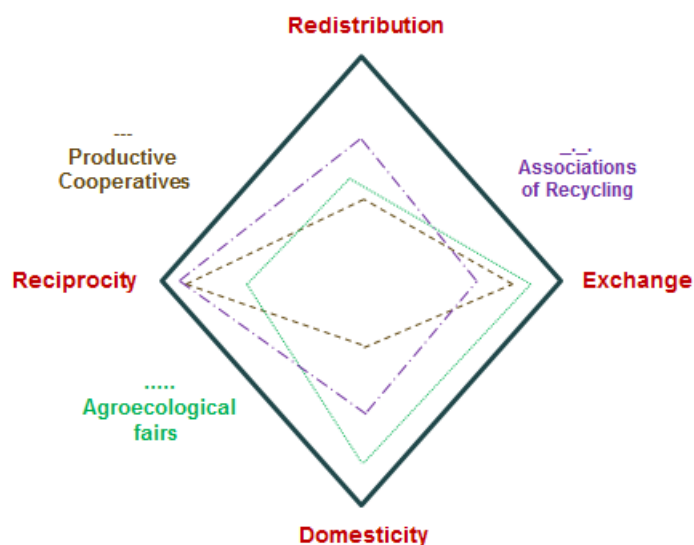 Redistribution
---
Productive
Cooperatives
_._.
Associations
of Recycling
Reciprocity
Exchange
.....
Agroecological
fairs
Domesticity